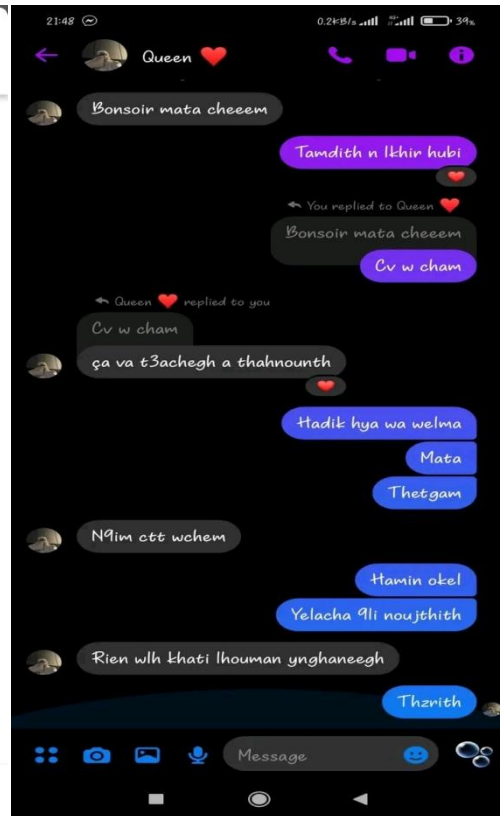 21:48
0.2KB/s
39%
Queen ❤️
Bonsoir mata cheeem
Tamdith n lkhir hubi
❤️
You replied to Queen ❤️
Bonsoir mata cheeem
Cv w cham
Queen ❤️ replied to you
Cv w cham
ça va t3achegh a thahnounth
❤️
Hadik hya wa welma
Mata
Thetgam
N9im ctt wchem
Hamin okel
Yelacha 9li noujthith
Rien wlh khati lhouman ynghaneegh
Thzrith
Message